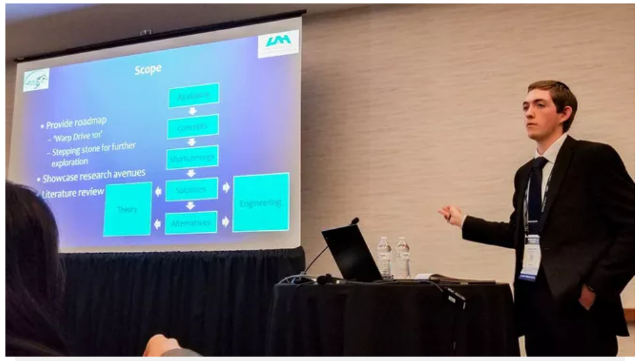 Scope
• Provide roadmap
– 'Warp Drive 101'
– Stepping stone for further
exploration
• Showcase research avenues
• Literature review
concepts
shortcomings
Theory
Solutions
Engineering
Alternatives